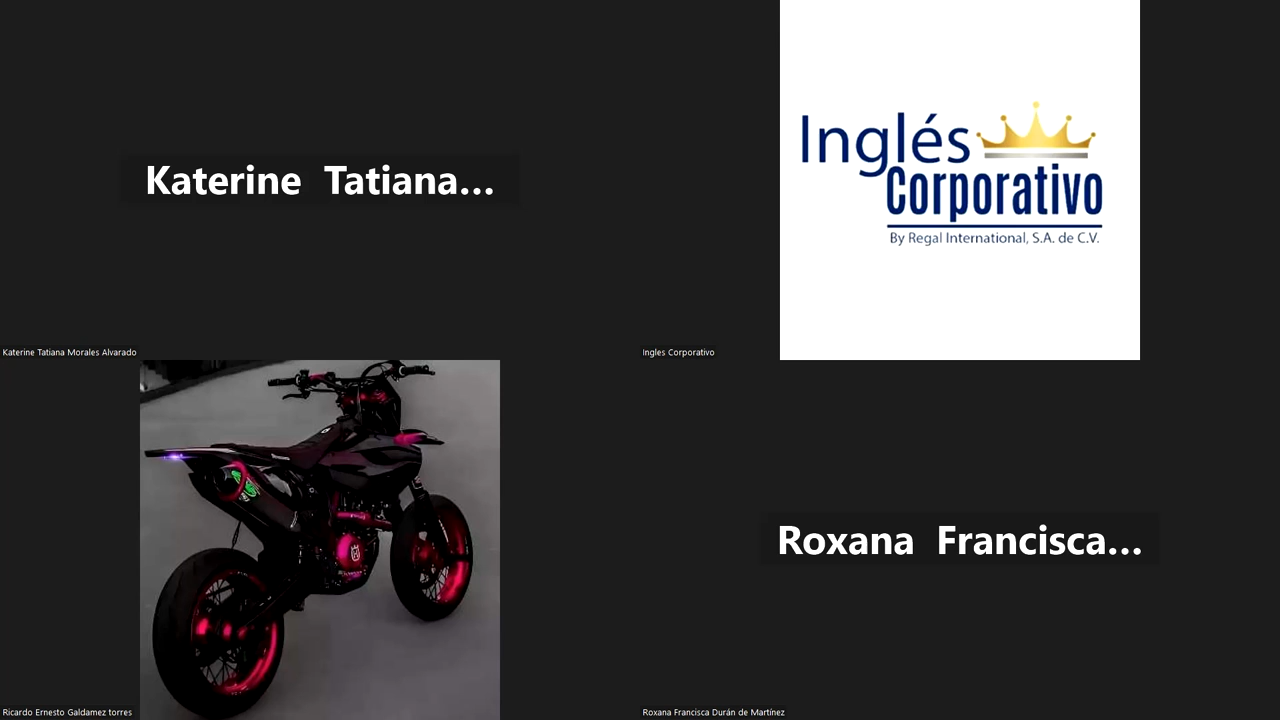 Katerine Tatiana...
Katerine Tatiana Morales Alvarado
Inglés
Corporativo
By Regal International, S.A. de C.V.
Ingles Corporativo
Ricardo Ernesto Galdamez torres
Roxana Francisca...
Roxana Francisca Durán de Martínez